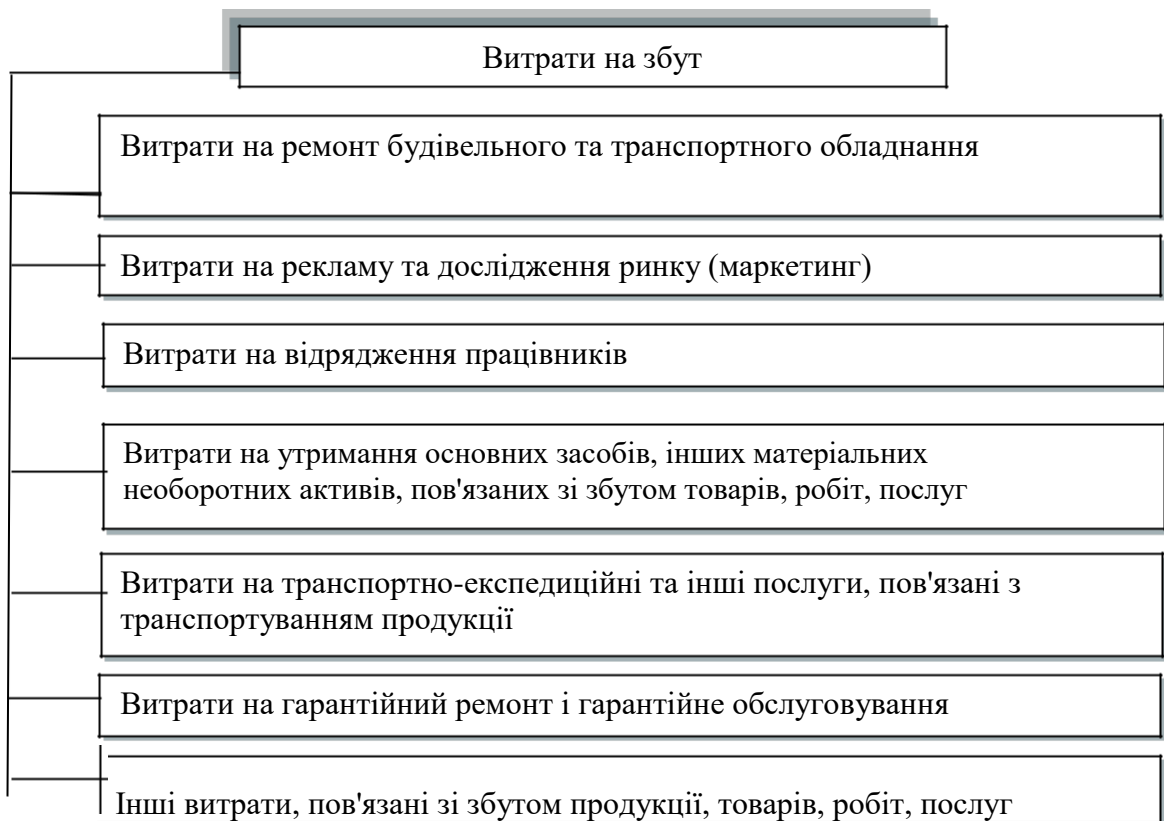 Витрати на збут
Витрати на ремонт будівельного та транспортного обладнання
Витрати на рекламу та дослідження ринку (маркетинг)
Витрати на відрядження працівників
Витрати на утримання основних засобів, інших матеріальних
необоротних активів, пов'язаних зі збутом товарів, робіт, послуг
Витрати на транспортно-експедиційні та інші послуги, пов'язані з
транспортуванням продукції
Витрати на гарантійний ремонт і гарантійне обслуговування
Інші витрати, пов'язані зі збутом продукції, товарів, робіт, послуг